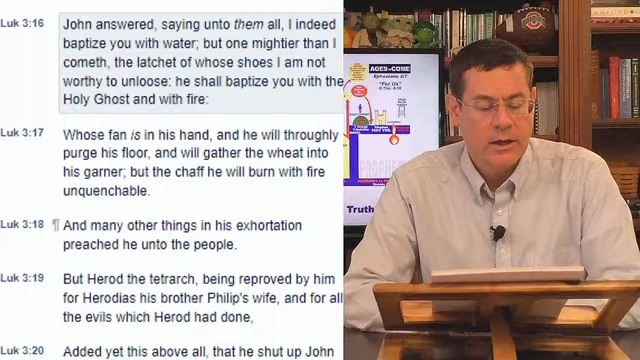 Luk 3:16 John answered, saying unto them all, I indeed
baptize you with water; but one mightier than I
cometh, the latchet of whose shoes I am not
worthy to unloose: he shall baptize you with the
Holy Ghost and with fire:
Luk 3:17 Whose fan is in his hand, and he will throughly
purge his floor, and will gather the wheat into
his garner; but the chaff he will burn with fire
unquenchable.
Luk 3:18 ¶ And many other things in his exhortation
preached he unto the people.
Luk 3:19 But Herod the tetrarch, being reproved by him
for Herodias his brother Philip's wife, and for all
the evils which Herod had done,
Luk 3:20 Added yet this above all, that he shut up John
AGES to COME
Ephesians 2:7
"For Us"
Truth